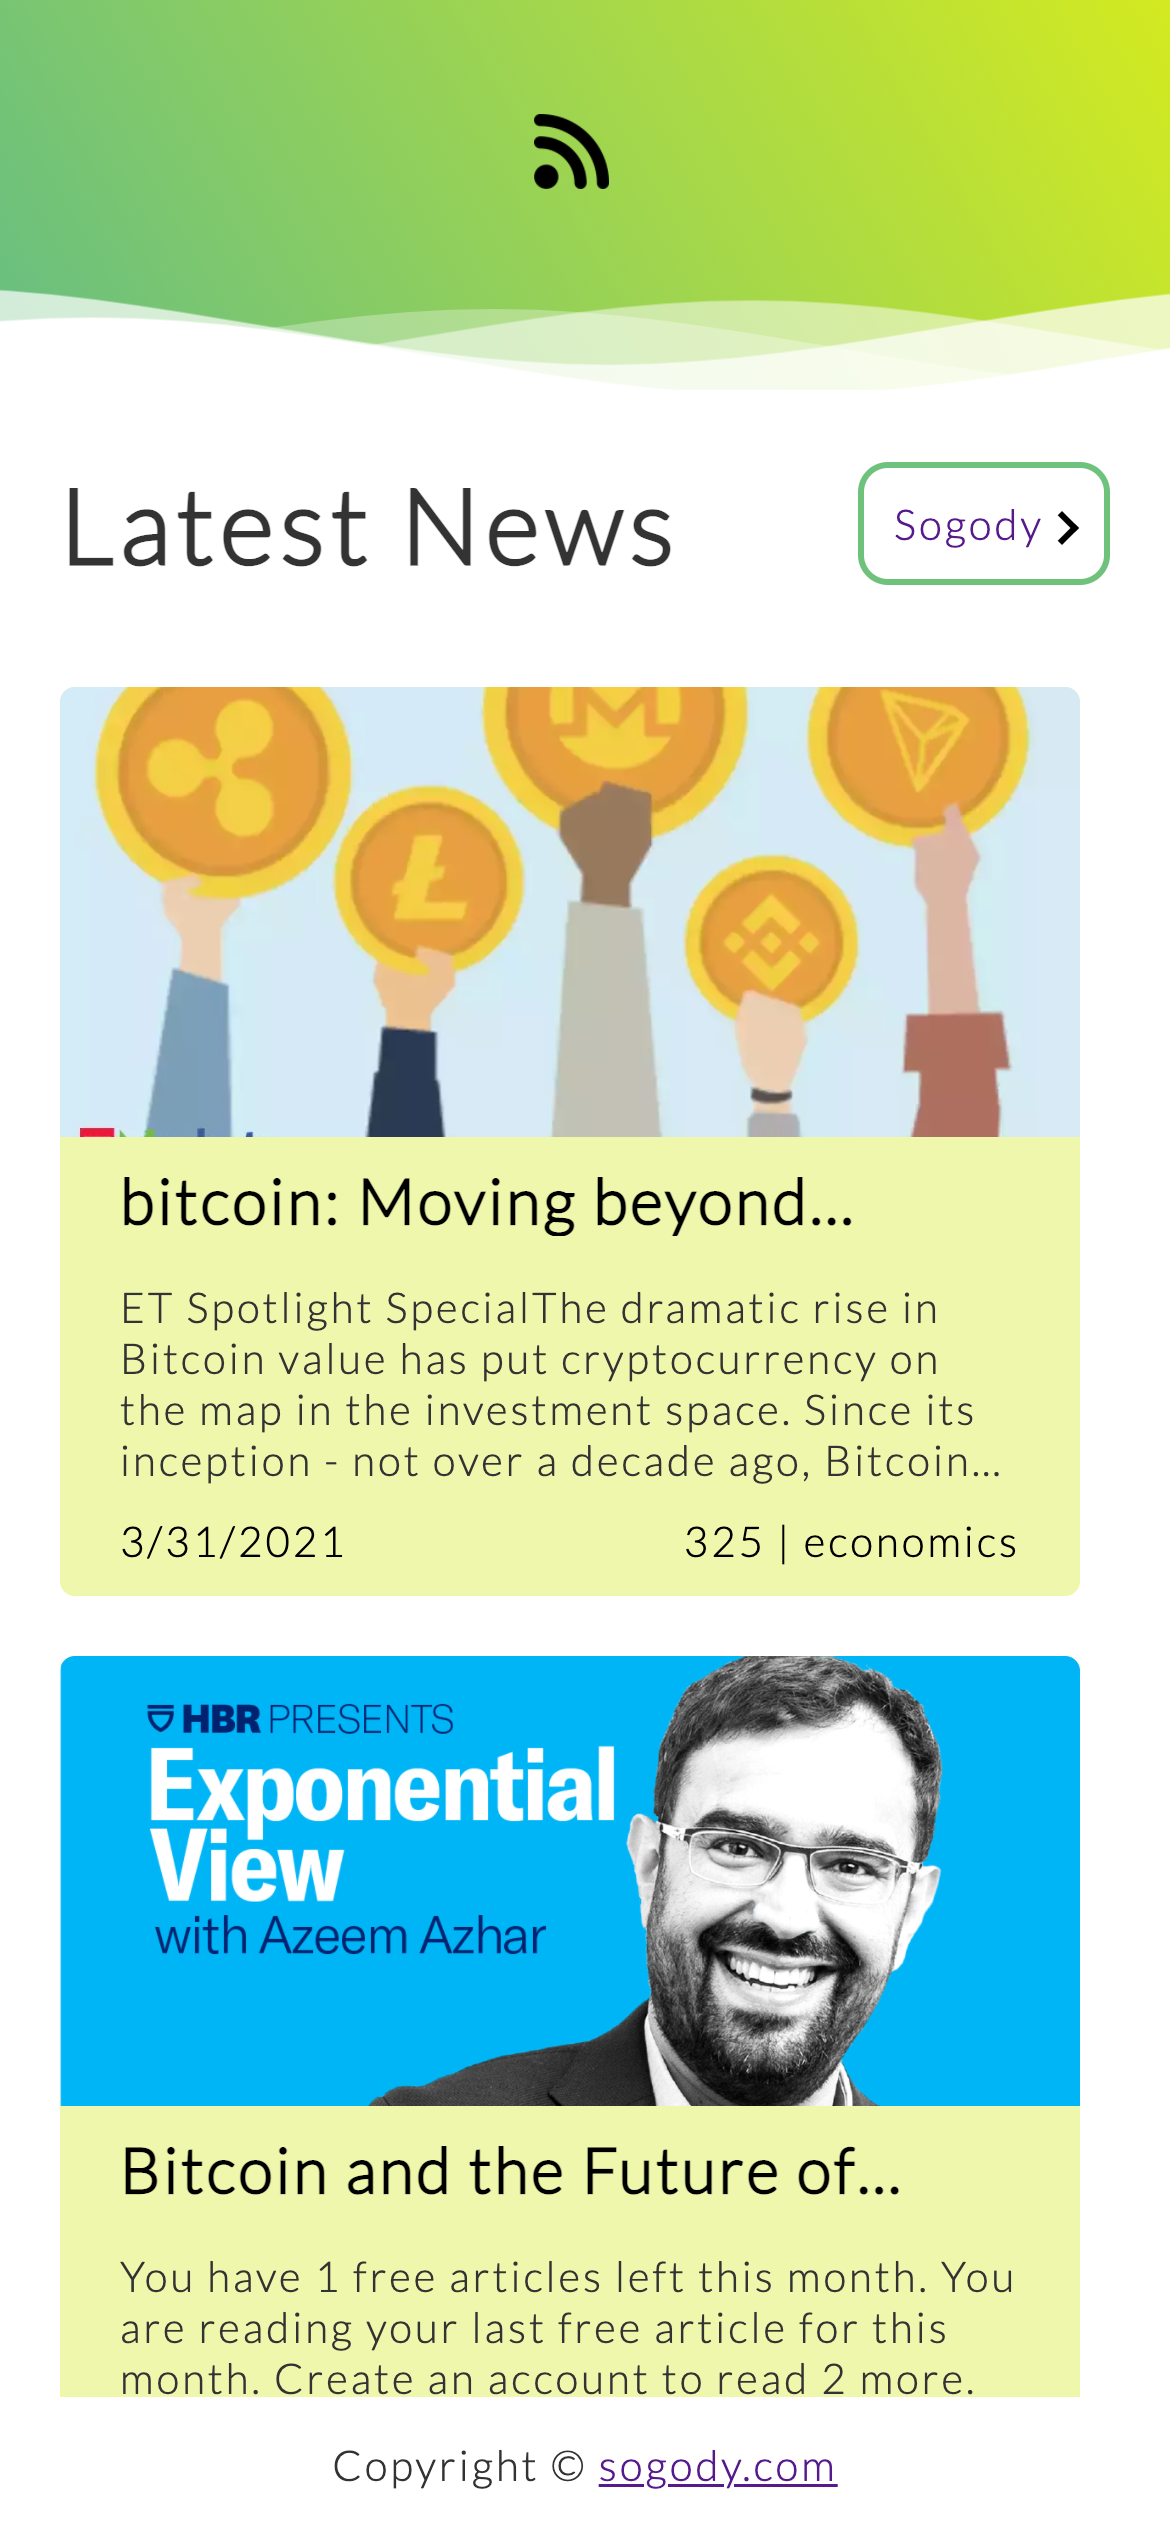 Latest News
Sogody
bitcoin: Moving beyond...
ET Spotlight SpecialThe dramatic rise in
Bitcoin value has put cryptocurrency on
the map in the investment space. Since its
inception - not over a decade ago, Bitcoin...
3/31/2021
325 | economics
HBR PRESENTS
Exponential
View
with Azeem Azhar
Bitcoin and the Future of...
You have 1 free articles left this month. You
are reading your last free article for this
month. Create an account to read 2 more.
Copyright © sogody.com